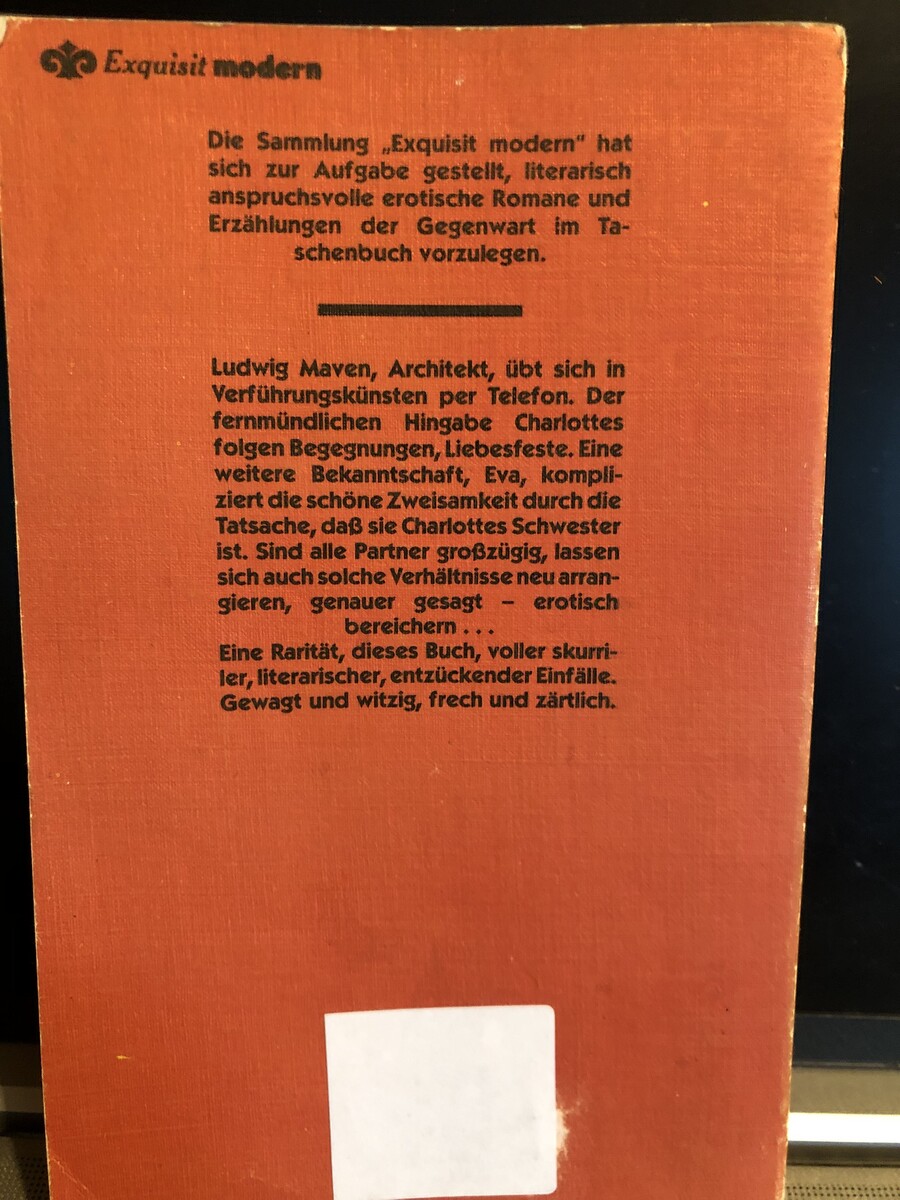 Exquisit modern
Die Sammlung „Exquisit modern“ hat
sich zur Aufgabe gestellt, literarisch
anspruchsvolle erotische Romane und
Erzählungen der Gegenwart im Ta-
schenbuch vorzulegen.
Ludwig Maven, Architekt, übt sich in
Verführungskünsten per Telefon. Der
fernmündlichen Hingabe Charlottes
folgen Begegnungen, Liebesfeste. Eine
weitere Bekanntschaft, Eva, kompli-
ziert die schöne Zweisamkeit durch die
Tatsache, daß sie Charlottes Schwester
ist. Sind alle Partner großzügig, lassen
sich auch solche Verhältnisse neu arran-
gieren, genauer gesagt – erotisch
bereichern . . .
Eine Rarität, dieses Buch, voller skurri-
ler, literarischer, entzückender Einfälle.
Gewagt und witzig, frech und zärtlich.